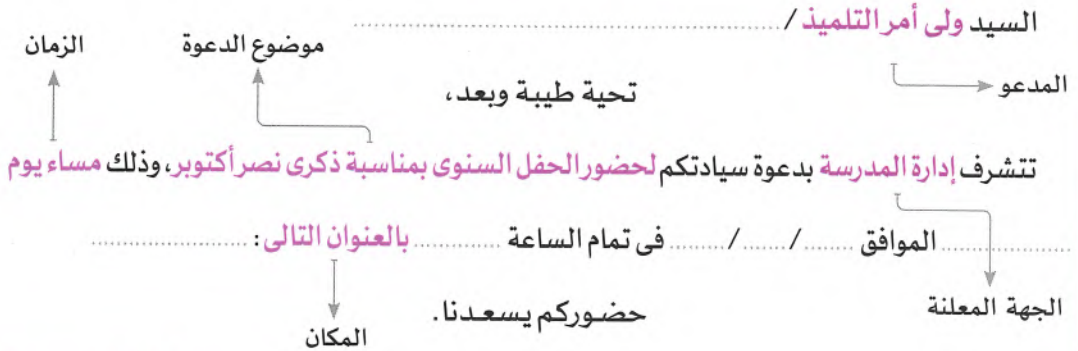 السيد ولى أمر التلميذ / ........................
موضوع الدعوة
الزمان
المدعو
تحية طيبة وبعد،
تتشرف إدارة المدرسة بدعوة سيادتكم لحضور الحفل السنوى بمناسبة ذكرى نصر أكتوبر، وذلك مساء يوم
........................ الموافق ........ / ........ / ........ فى تمام الساعة ............... بالعنوان التالى : ........................
الجهة المعلنة
حضوركم يسعدنا.
المكان